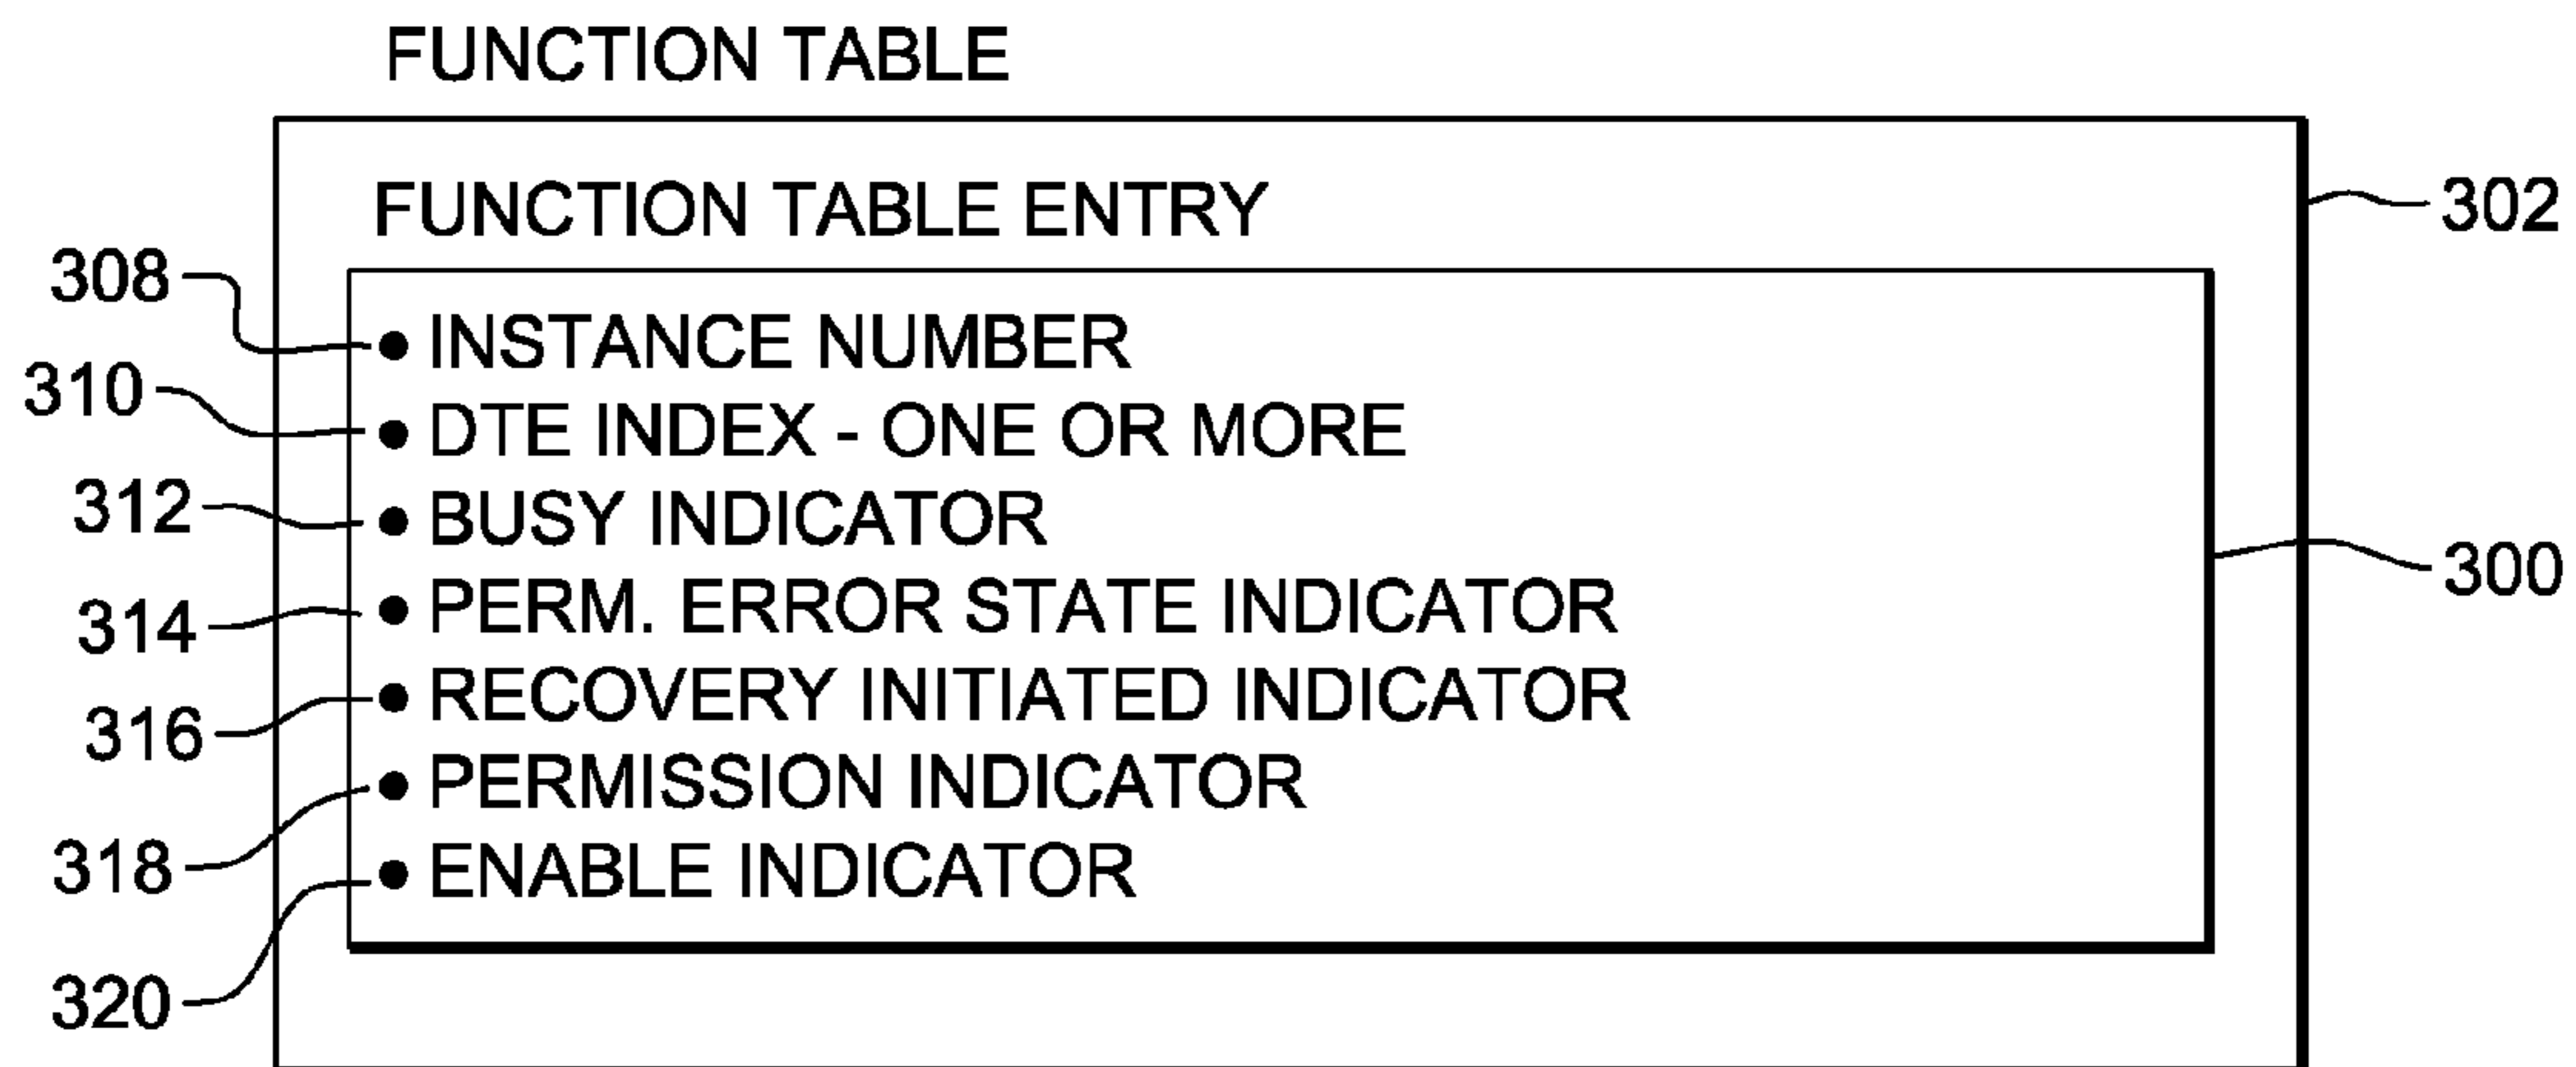 FUNCTION TABLE
FUNCTION TABLE ENTRY
302
308
● INSTANCE NUMBER
310
● DTE INDEX - ONE OR MORE
312
● BUSY INDICATOR
300
314
● PERM. ERROR STATE INDICATOR
316
● RECOVERY INITIATED INDICATOR
318
● PERMISSION INDICATOR
320
● ENABLE INDICATOR